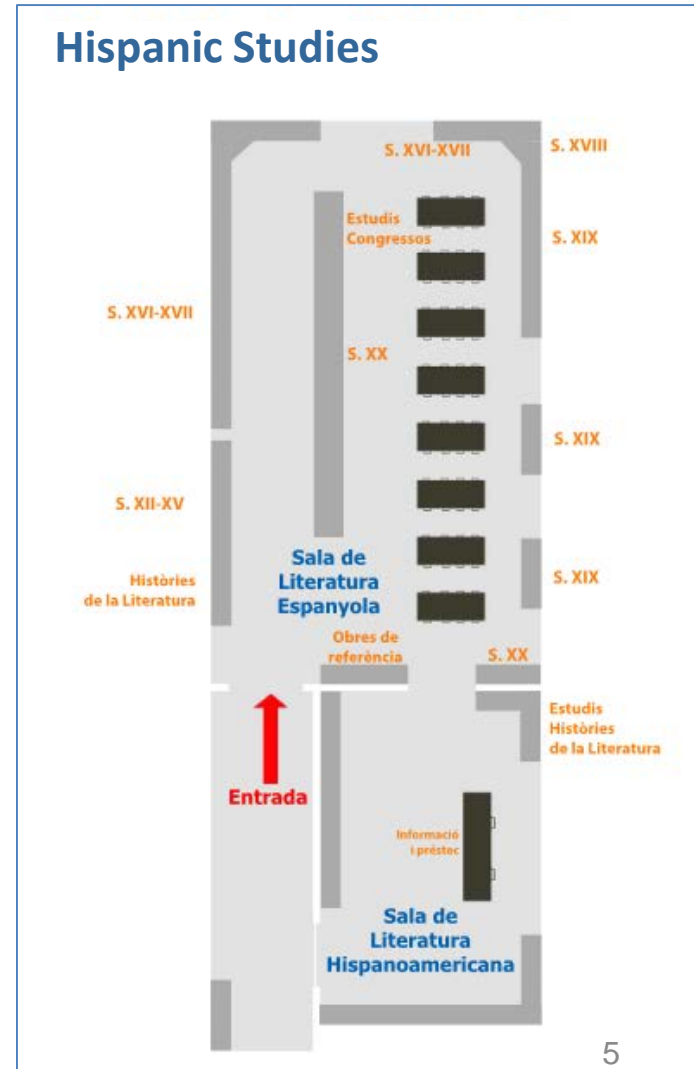 Hispanic Studies
S. XVI-XVII
S. XVIII
Estudis
Congressos
S. XIX
S. XVI-XVII
S. XX
S. XIX
S. XII-XV
Sala de
Literatura
Espanyola
Històries
de la Literatura
S. XIX
Obres de
referència
S. XX
Estudis
Històries
de la Literatura
Entrada
Informació
i préstec
Sala de
Literatura
Hispanoamericana
5